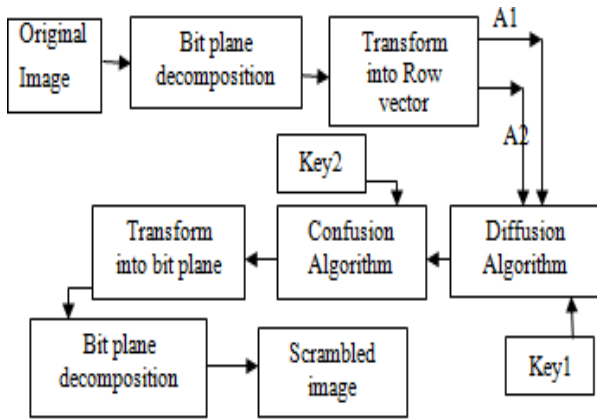 Original
Image
Bit plane
decomposition
Transform
into Row
vector
A1
A2
Key2
Transform
into bit plane
Confusion
Algorithm
Diffusion
Algorithm
Key1
Bit plane
decomposition
Scrambled
image